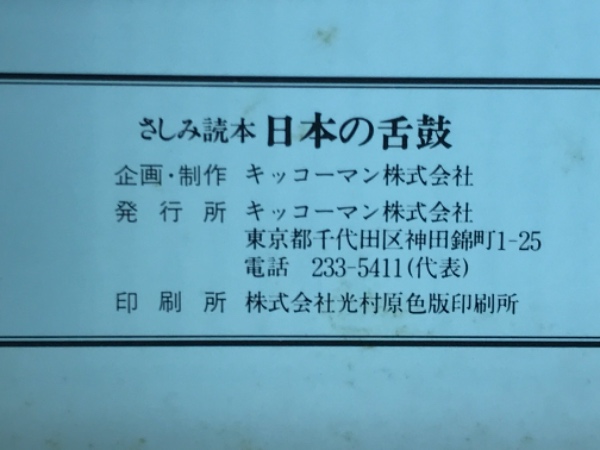 さしみ読本 日本の舌鼓
企画・制作 キッコーマン株式会社
発行所 キッコーマン株式会社
東京都千代田区神田錦町1-25
電話 233-5411(代表)
印刷所 株式会社光村原色版印刷所